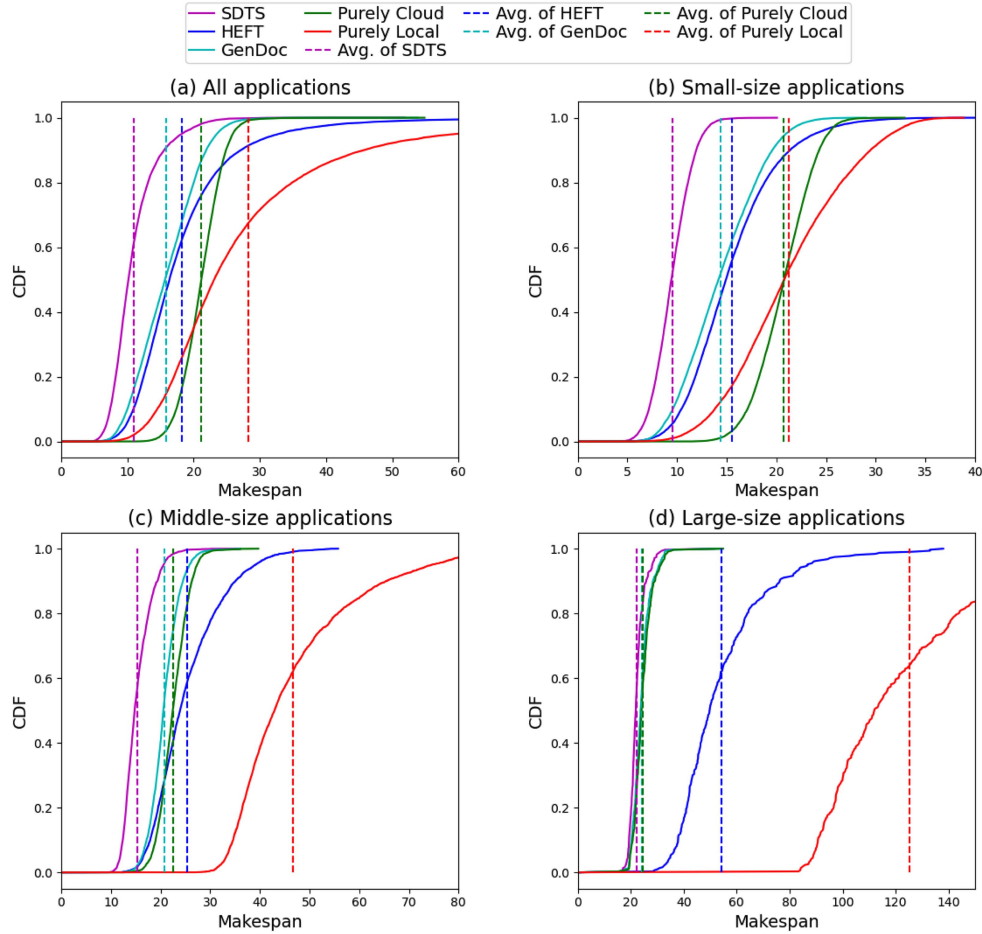 SDTS Purely Cloud Avg. of HEFT Avg. of Purely Cloud
HEFT Purely Local Avg. of GenDoc Avg. of Purely Local
GenDoc Avg. of SDTS
(a) All applications
CDF
1.0
0.8
0.6
0.4
0.2
0.0
0 10 20 30 40 50 60
Makespan
(b) Small-size applications
CDF
1.0
0.8
0.6
0.4
0.2
0.0
0 5 10 15 20 25 30 35 40
Makespan
(c) Middle-size applications
CDF
1.0
0.8
0.6
0.4
0.2
0.0
0 10 20 30 40 50 60 70 80
Makespan
(d) Large-size applications
CDF
1.0
0.8
0.6
0.4
0.2
0.0
0 20 40 60 80 100 120 140
Makespan